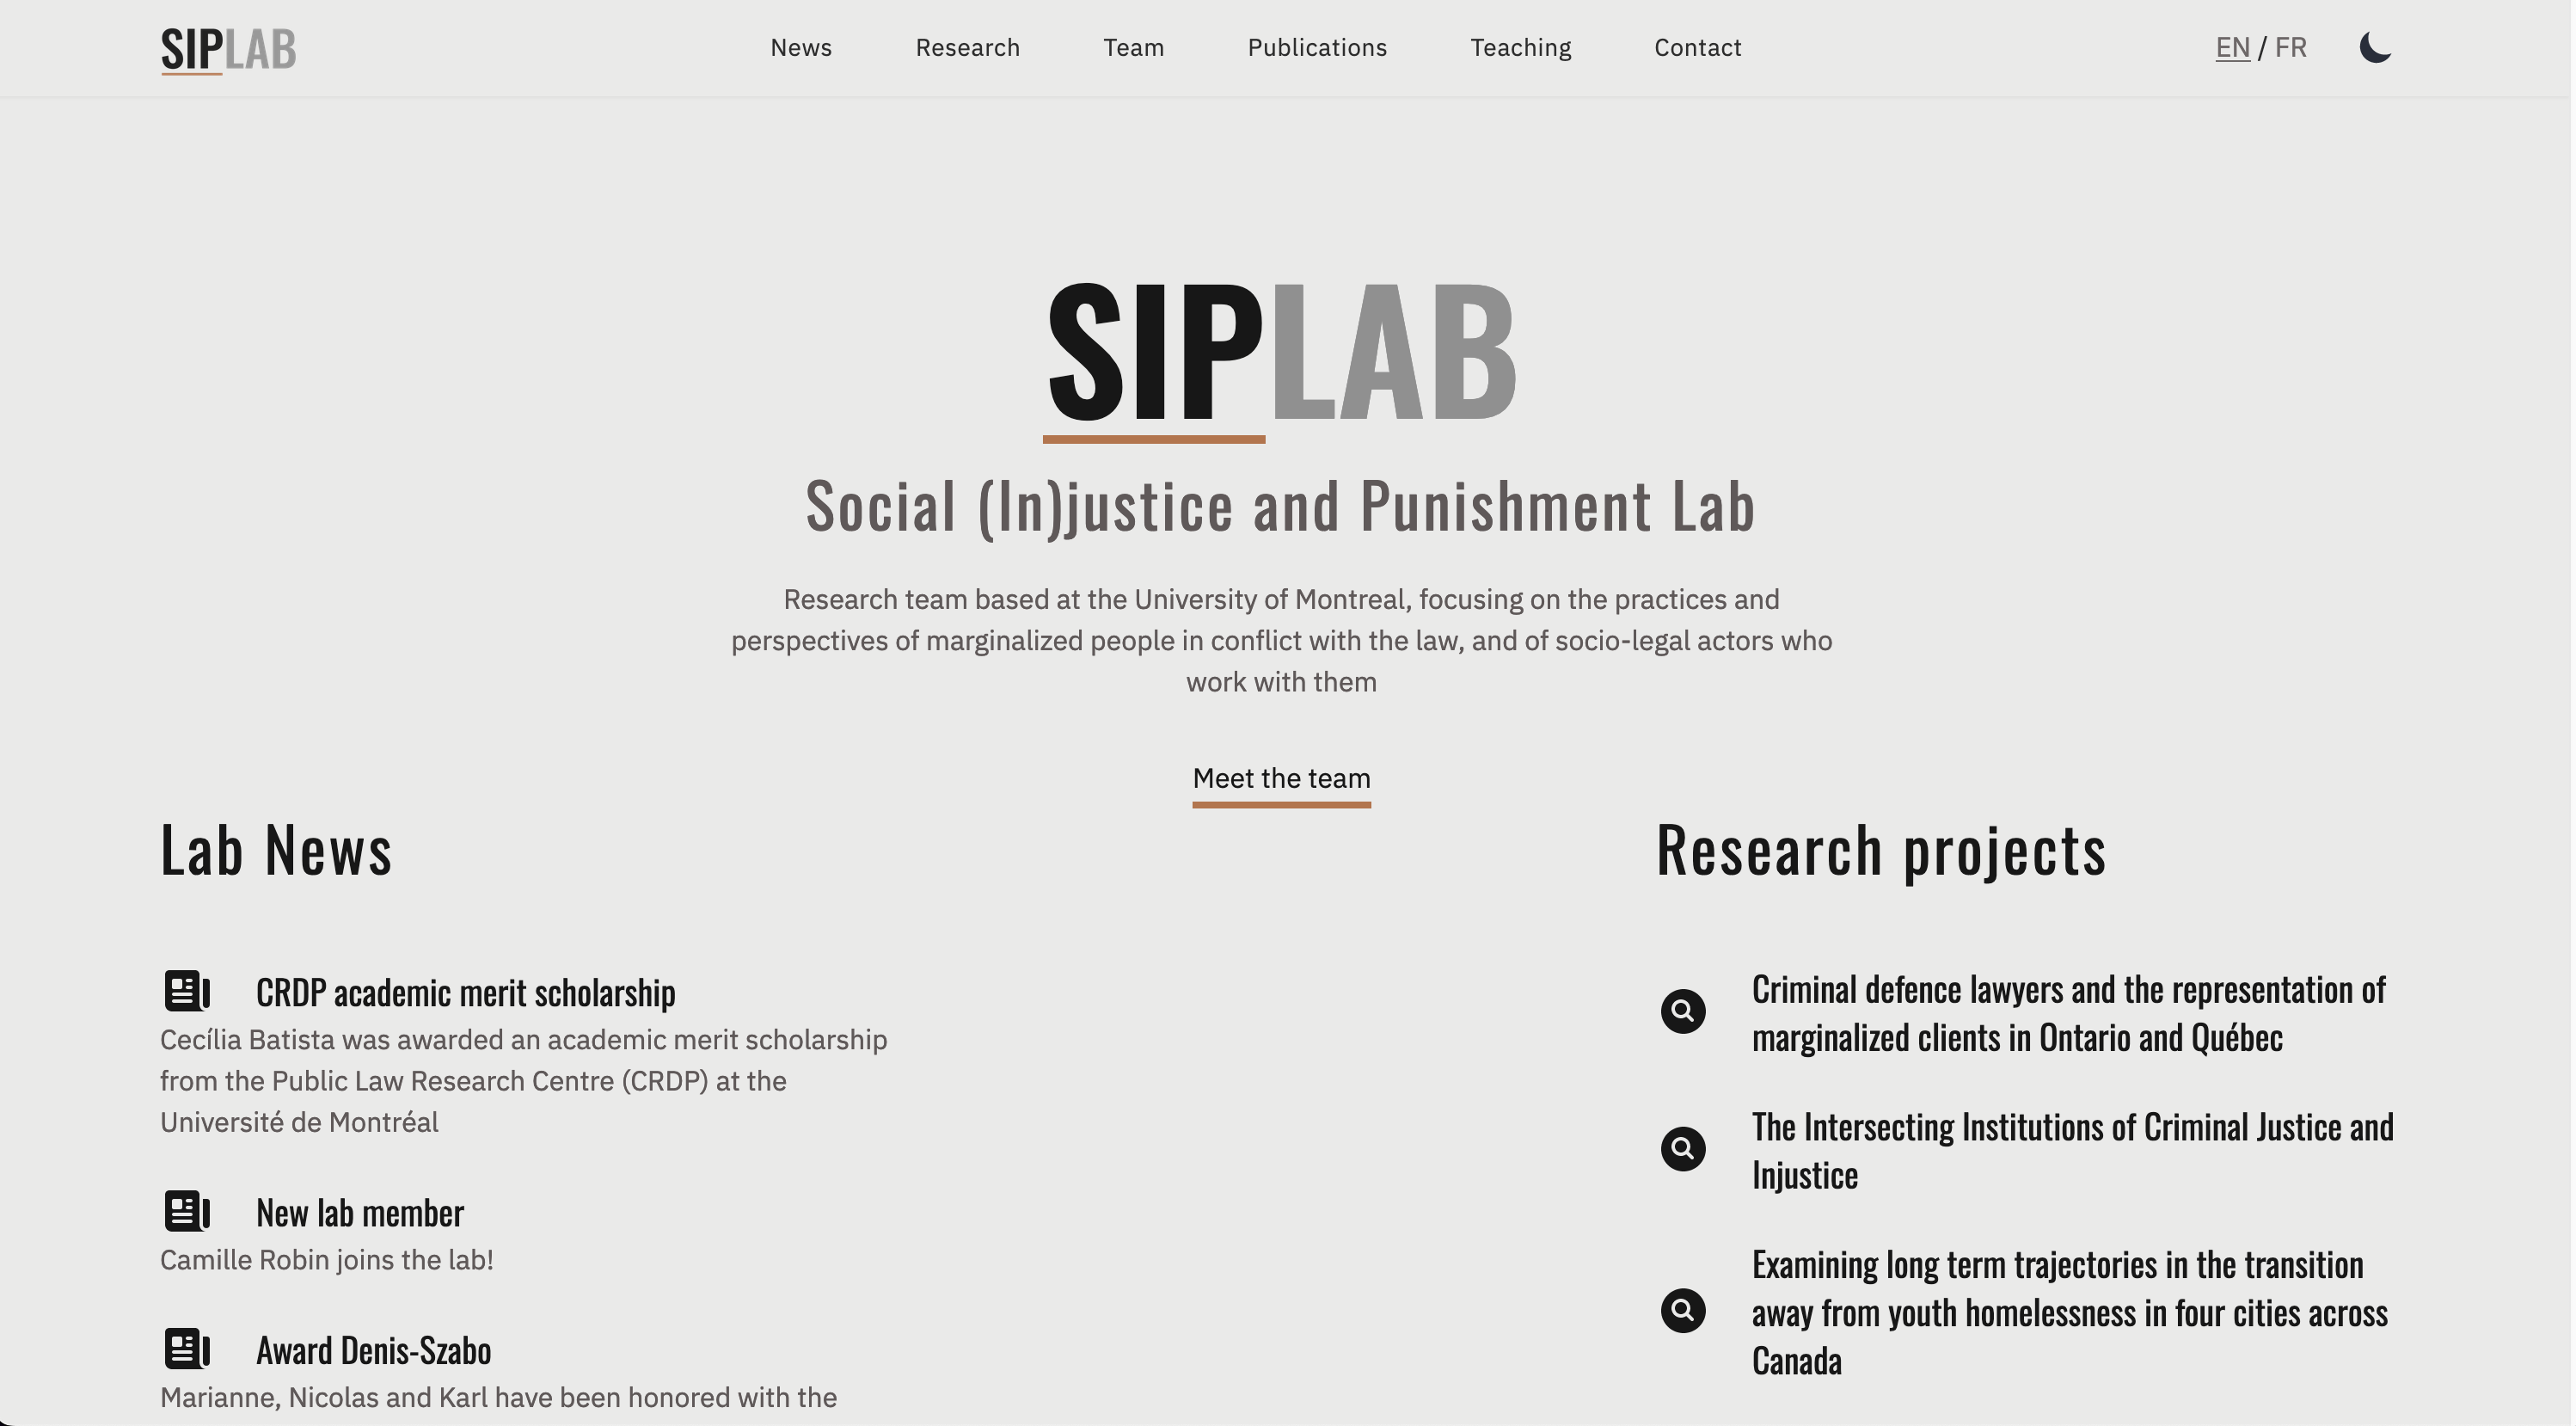 SIPLAB
News
Research
Team
Publications
Teaching
Contact
EN / FR
SIPLAB
Social (In)justice and Punishment Lab
Research team based at the University of Montreal, focusing on the practices and
perspectives of marginalized people in conflict with the law, and of socio-legal actors who
work with them
Meet the team
Lab News
CRDP academic merit scholarship
Cecília Batista was awarded an academic merit scholarship
from the Public Law Research Centre (CRDP) at the
Université de Montréal
New lab member
Camille Robin joins the lab!
Award Denis-Szabo
Marianne, Nicolas and Karl have been honored with the
Research projects
Criminal defence lawyers and the representation of
marginalized clients in Ontario and Québec
The Intersecting Institutions of Criminal Justice and
Injustice
Examining long term trajectories in the transition
away from youth homelessness in four cities across
Canada